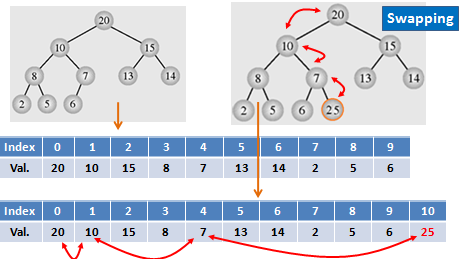 Swapping
20
10 15
8 7 13 14
2 5 6
20
10 15
8 7 13 14
2 5 6 25
Index 0 1 2 3 4 5 6 7 8 9
Val. 20 10 15 8 7 13 14 2 5 6
Index 0 1 2 3 4 5 6 7 8 9 10
Val. 20 10 15 8 7 13 14 2 5 6 25